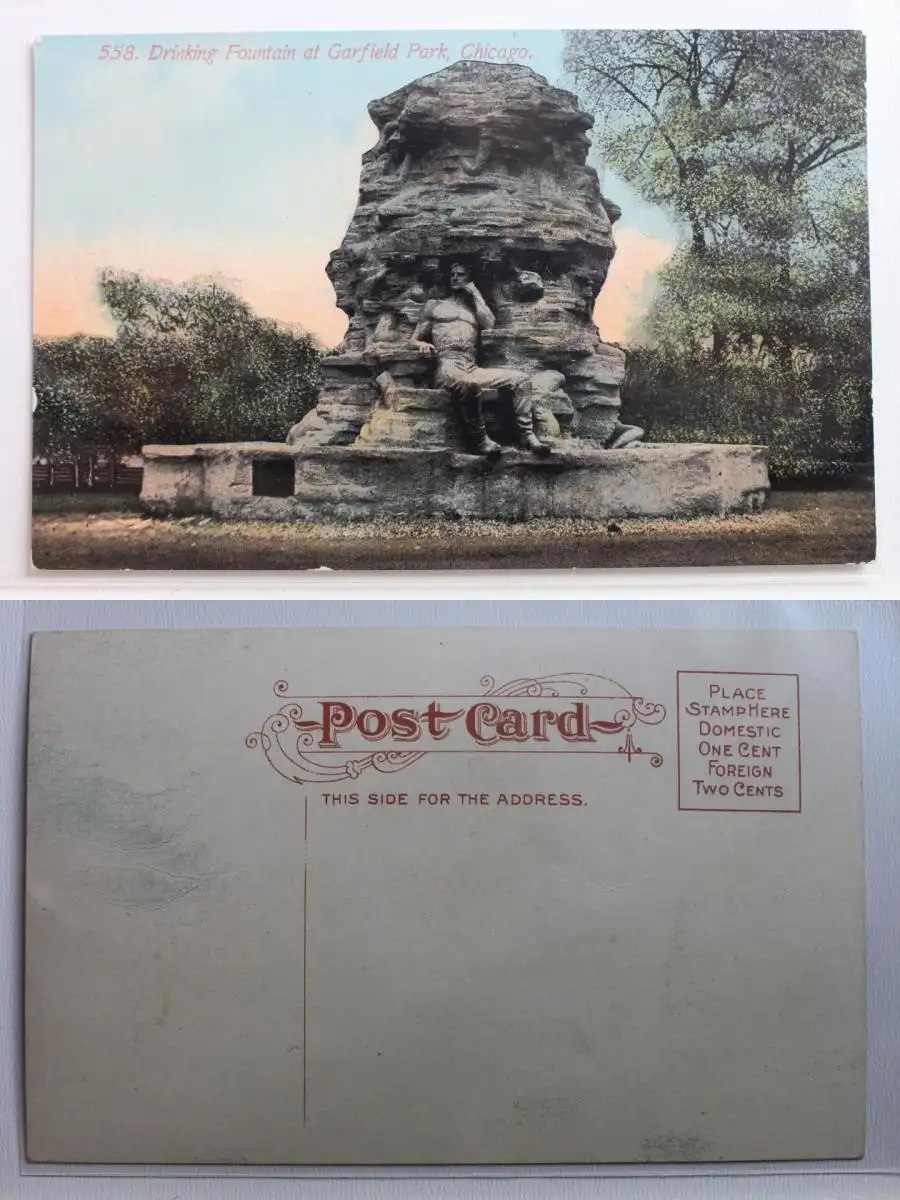 558. Drinking Fountain at Garfield Park, Chicago.
Post Card
THIS SIDE FOR THE ADDRESS.
PLACE
STAMP HERE
DOMESTIC
ONE CENT
FOREIGN
TWO CENTS